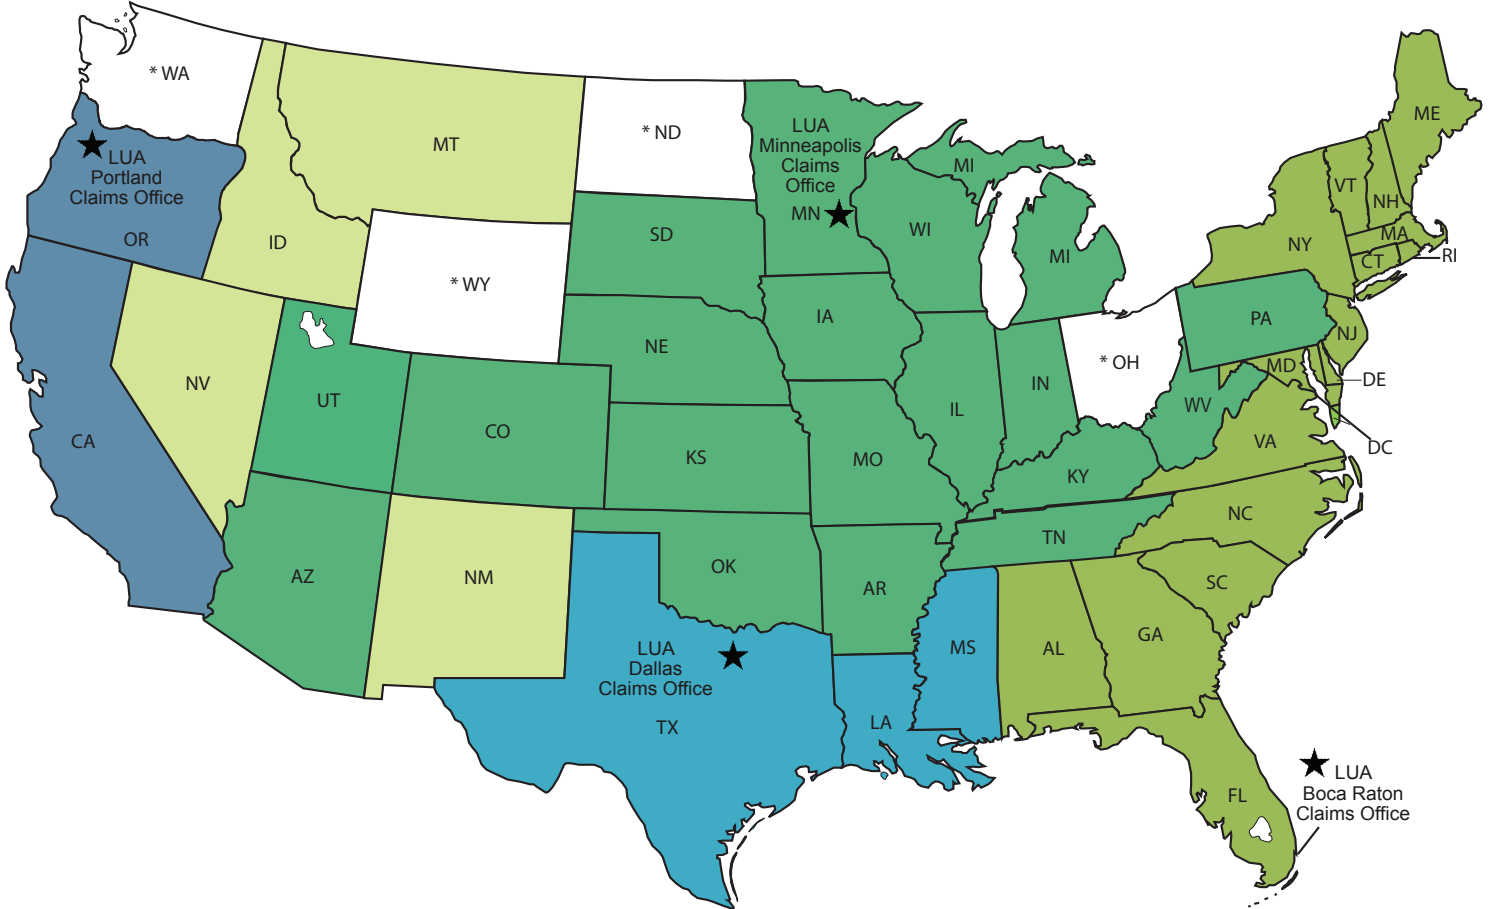 * WA
MT
* ND
LUA
Minneapolis
Claims
Office
MN
LUA
Portland
Claims Office
OR
ID
* WY
SD
WI
MI
MI
ME
VT
NH
NY
MA
CT
RI
NV
UT
CO
NE
IA
IL
IN
* OH
PA
NJ
MD
DE
DC
WV
VA
CA
KS
MO
KY
NC
TN
AZ
NM
OK
AR
SC
GA
AL
MS
LUA
Dallas
Claims Office
TX
LA
FL
LUA
Boca Raton
Claims Office